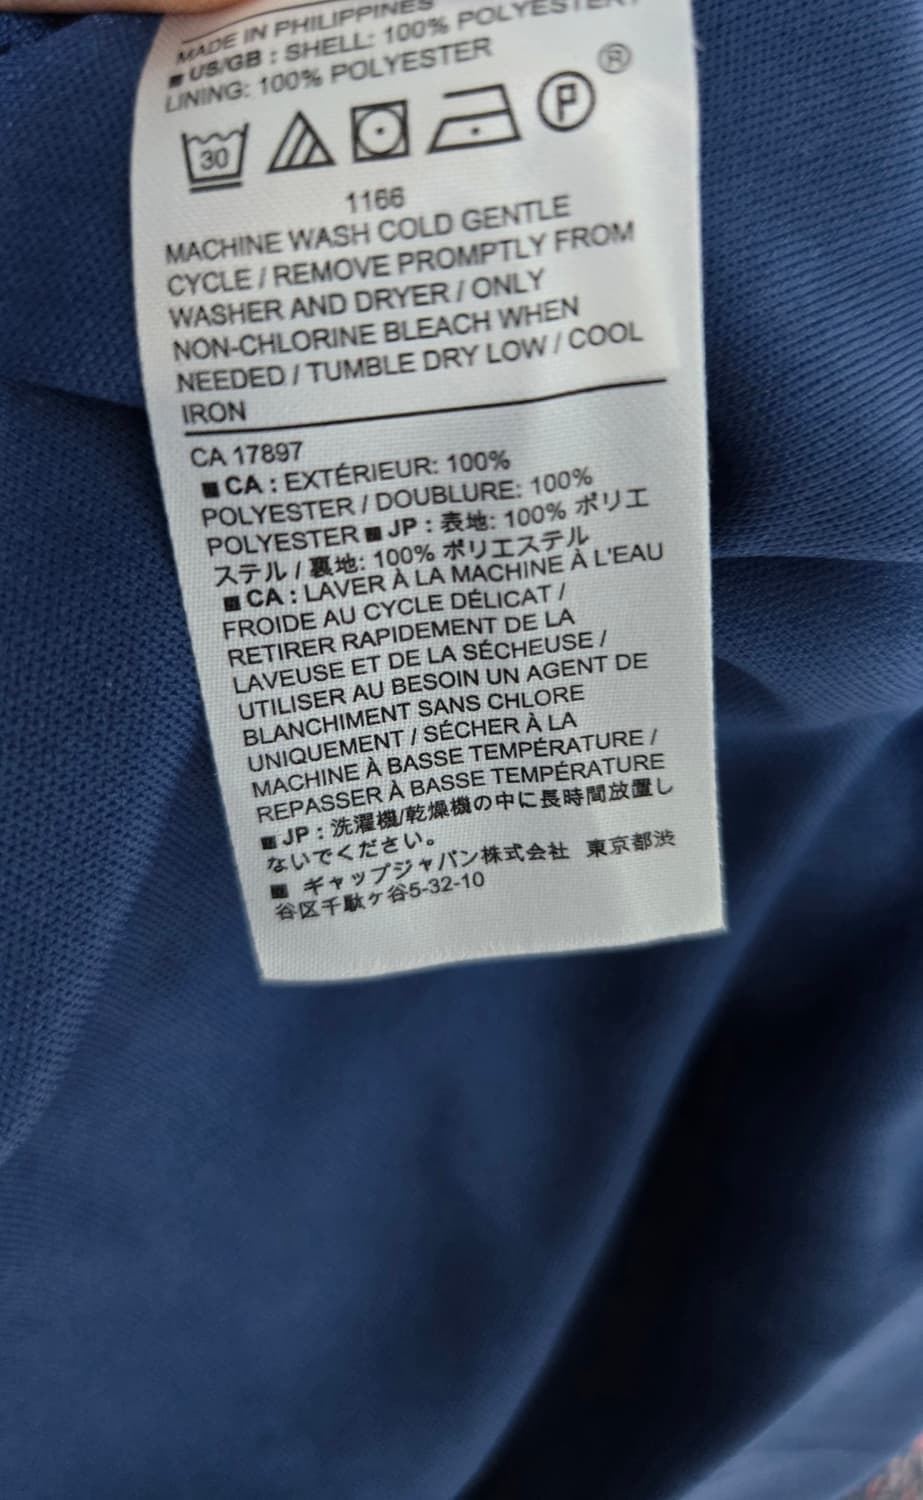 MADE IN PHILIPPINES
■ US/GB : SHELL: 100% POLYESTER /
LINING: 100% POLYESTER
30 P ®
1166
MACHINE WASH COLD GENTLE
CYCLE / REMOVE PROMPTLY FROM
WASHER AND DRYER / ONLY
NON-CHLORINE BLEACH WHEN
NEEDED / TUMBLE DRY LOW / COOL
IRON
CA 17897
■ CA : EXTÉRIEUR: 100%
POLYESTER / DOUBLURE: 100%
POLYESTER ■ JP : 表地: 100% ポリエ
ステル / 裏地: 100% ポリエステル
■ CA : LAVER À LA MACHINE À L'EAU
FROIDE AU CYCLE DÉLICAT /
RETIRER RAPIDEMENT DE LA
LAVEUSE ET DE LA SÉCHEUSE /
UTILISER AU BESOIN UN AGENT DE
BLANCHIMENT SANS CHLORE
UNIQUEMENT / SÉCHER À LA
MACHINE À BASSE TEMPÉRATURE /
REPASSER À BASSE TEMPÉRATURE
■ JP : 洗濯機/乾燥機の中に長時間放置し
ないでください。
■ ギャップジャパン株式会社 東京都渋
谷区千駄ヶ谷5-32-10